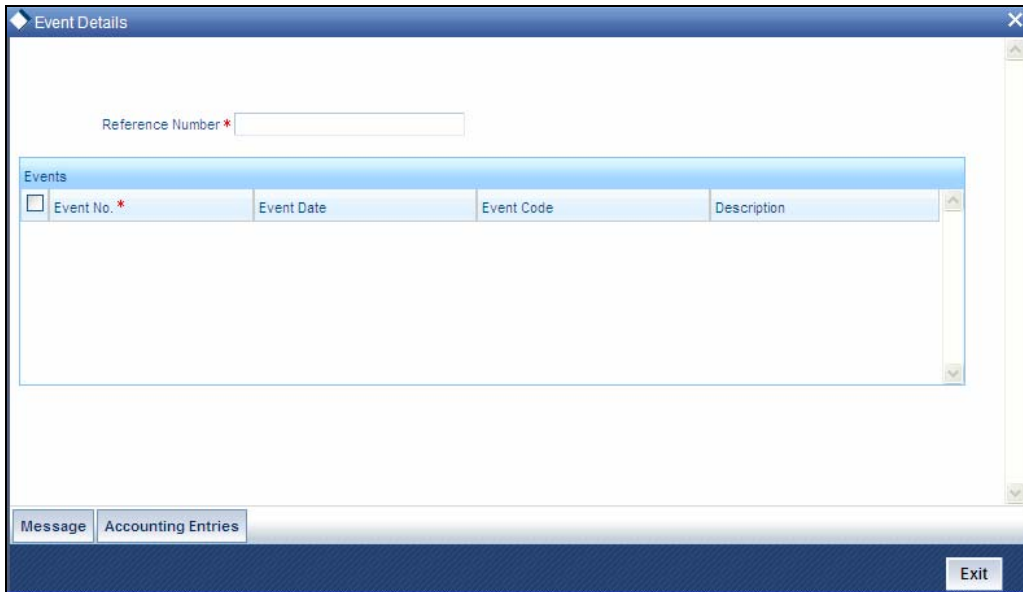 Event Details
Reference Number *
Events
Event No. * Event Date Event Code Description
Message Accounting Entries
Exit